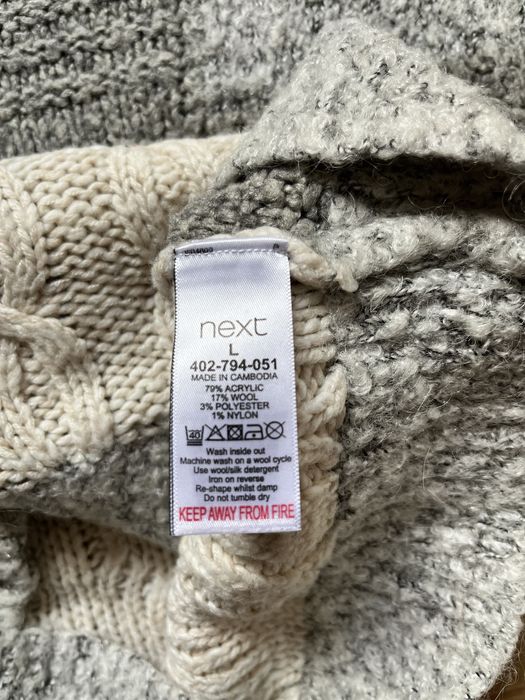 next
L
402-794-051
MADE IN CAMBODIA
79% ACRYLIC
17% WOOL
3% POLYESTER
1% NYLON
40
Wash inside out
Machine wash on a wool cycle
Use wool/silk detergent
Iron on reverse
Re-shape whilst damp
Do not tumble dry
KEEP AWAY FROM FIRE